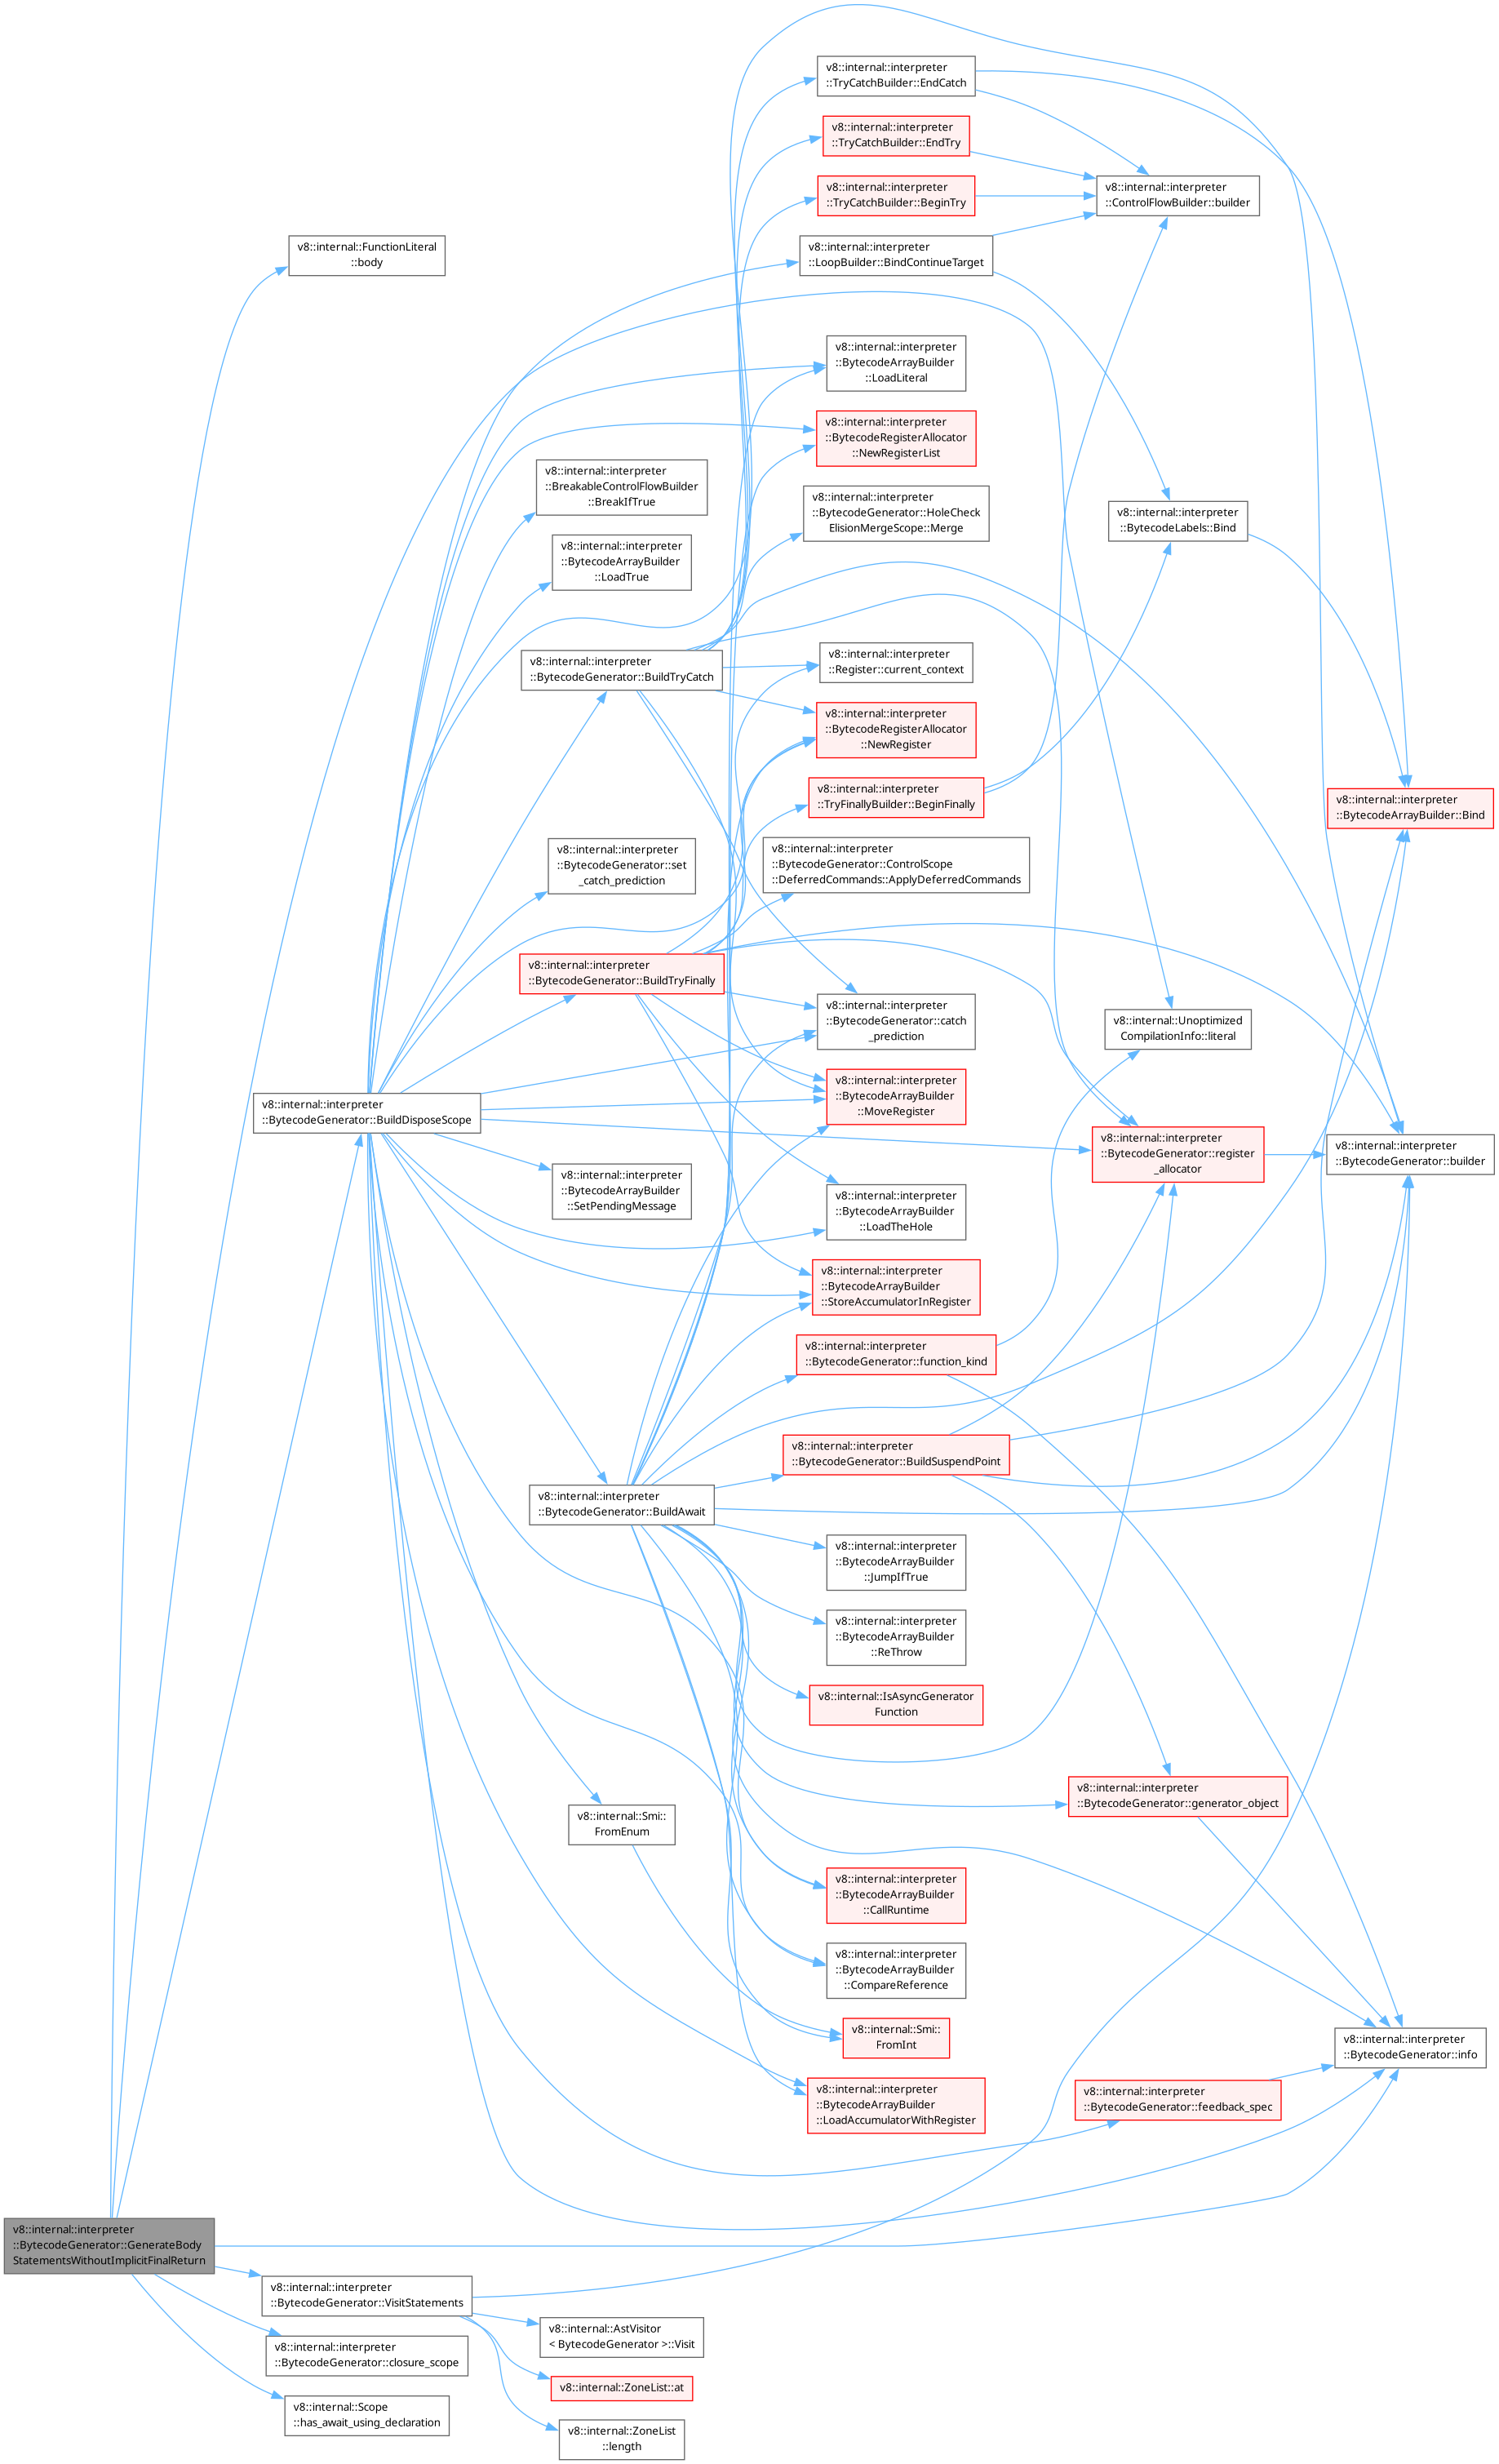 v8::internal::interpreter
::TryCatchBuilder::EndCatch
v8::internal::interpreter
::TryCatchBuilder::EndTry
v8::internal::interpreter
::TryCatchBuilder::BeginTry
v8::internal::interpreter
::ControlFlowBuilder::builder
v8::internal::FunctionLiteral
::body
v8::internal::interpreter
::LoopBuilder::BindContinueTarget
v8::internal::interpreter
::BytecodeArrayBuilder
::LoadLiteral
v8::internal::interpreter
::BytecodeRegisterAllocator
::NewRegisterList
v8::internal::interpreter
::BreakableControlFlowBuilder
::BreakIfTrue
v8::internal::interpreter
::BytecodeGenerator::HoleCheck
ElisionMergeScope::Merge
v8::internal::interpreter
::BytecodeLabels::Bind
v8::internal::interpreter
::BytecodeArrayBuilder
::LoadTrue
v8::internal::interpreter
::BytecodeGenerator::BuildTryCatch
v8::internal::interpreter
::Register::current_context
v8::internal::interpreter
::BytecodeRegisterAllocator
::NewRegister
v8::internal::interpreter
::TryFinallyBuilder::BeginFinally
v8::internal::interpreter
::BytecodeArrayBuilder::Bind
v8::internal::interpreter
::BytecodeGenerator::set
_catch_prediction
v8::internal::interpreter
::BytecodeGenerator::ControlScope
::DeferredCommands::ApplyDeferredCommands
v8::internal::interpreter
::BytecodeGenerator::BuildTryFinally
v8::internal::interpreter
::BytecodeGenerator::catch
_prediction
v8::internal::Unoptimized
CompilationInfo::literal
v8::internal::interpreter
::BytecodeGenerator::BuildDisposeScope
v8::internal::interpreter
::BytecodeArrayBuilder
::MoveRegister
v8::internal::interpreter
::BytecodeGenerator::register
_allocator
v8::internal::interpreter
::BytecodeGenerator::builder
v8::internal::interpreter
::BytecodeArrayBuilder
::SetPendingMessage
v8::internal::interpreter
::BytecodeArrayBuilder
::LoadTheHole
v8::internal::interpreter
::BytecodeArrayBuilder
::StoreAccumulatorInRegister
v8::internal::interpreter
::BytecodeGenerator::function_kind
v8::internal::interpreter
::BytecodeGenerator::BuildSuspendPoint
v8::internal::interpreter
::BytecodeGenerator::BuildAwait
v8::internal::interpreter
::BytecodeArrayBuilder
::JumpIfTrue
v8::internal::interpreter
::BytecodeArrayBuilder
::ReThrow
v8::internal::IsAsyncGenerator
Function
v8::internal::interpreter
::BytecodeGenerator::generator_object
v8::internal::Smi::
FromEnum
v8::internal::interpreter
::BytecodeArrayBuilder
::CallRuntime
v8::internal::interpreter
::BytecodeArrayBuilder
::CompareReference
v8::internal::Smi::
FromInt
v8::internal::interpreter
::BytecodeGenerator::info
v8::internal::interpreter
::BytecodeArrayBuilder
::LoadAccumulatorWithRegister
v8::internal::interpreter
::BytecodeGenerator::feedback_spec
v8::internal::interpreter
::BytecodeGenerator::GenerateBody
StatementsWithoutImplicitFinalReturn
v8::internal::interpreter
::BytecodeGenerator::VisitStatements
v8::internal::AstVisitor
< BytecodeGenerator >::Visit
v8::internal::interpreter
::BytecodeGenerator::closure_scope
v8::internal::ZoneList::at
v8::internal::Scope
::has_await_using_declaration
v8::internal::ZoneList
::length